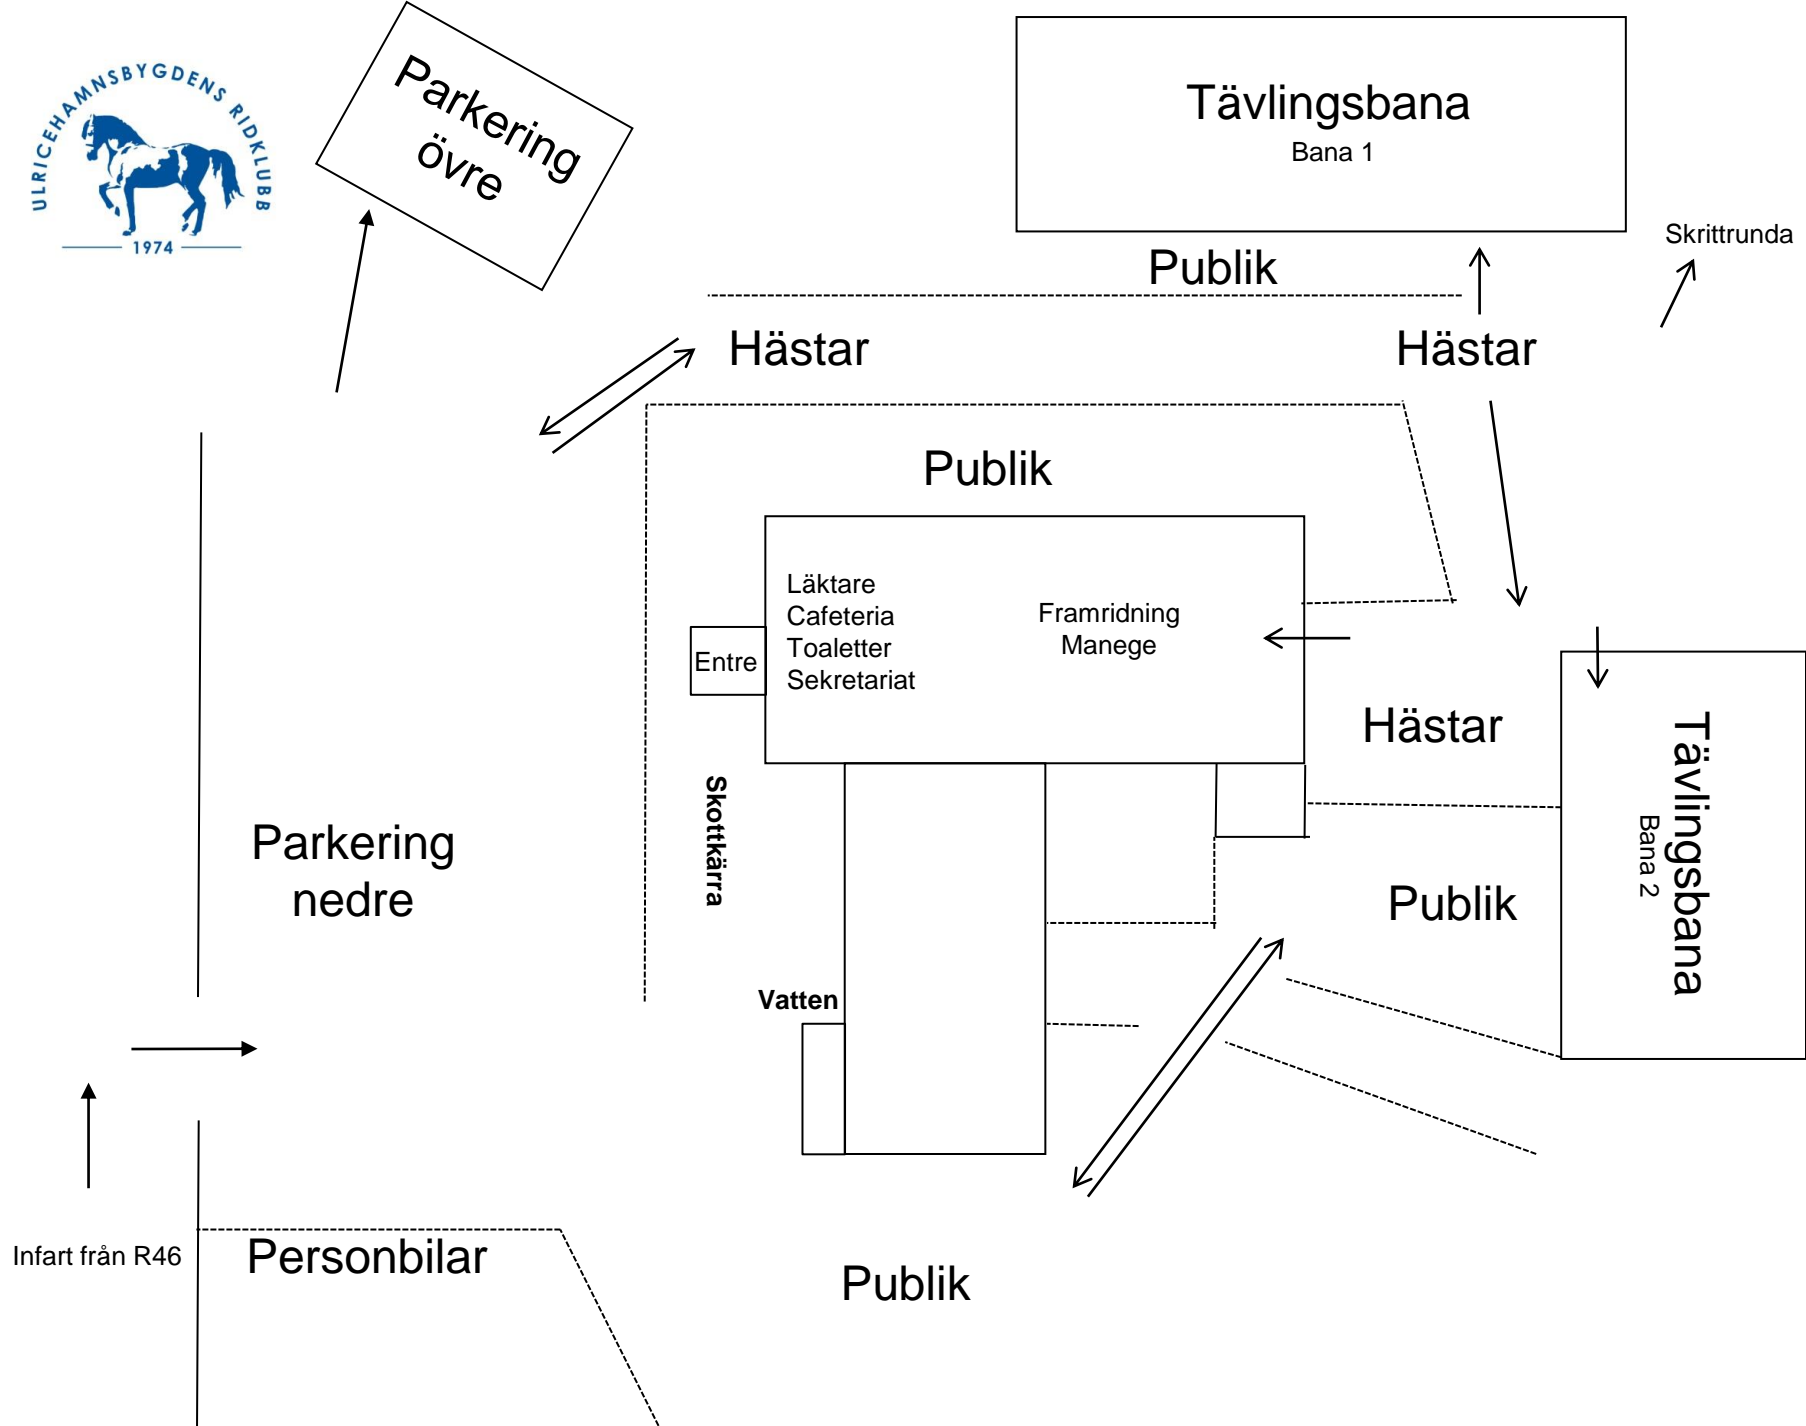 ULRICEHAMNSBYGDENS RIDKLUBB
1974
Parkering
övre
Tävlingsbana
Bana 1
Skrittrunda
Publik
Hästar
Hästar
Publik
Läktare
Cafeteria
Toaletter
Sekretariat
Framridning
Manege
Entre
Hästar
Tävlingsbana
Bana 2
Skottkärra
Parkering
nedre
Publik
Vatten
Infart från R46
Personbilar
Publik